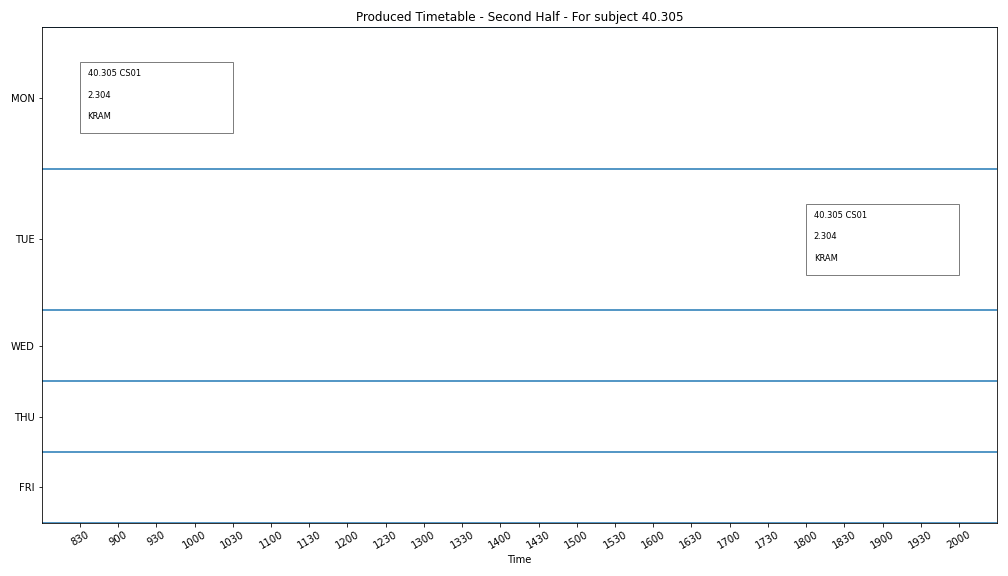 Produced Timetable - Second Half - For subject 40.305
MON
40.305 CS01
2.304
KRAM
TUE
40.305 CS01
2.304
KRAM
WED
THU
FRI
830 900 930 1000 1030 1100 1130 1200 1230 1300 1330 1400 1430 1500 1530 1600 1630 1700 1730 1800 1830 1900 1930 2000
Time